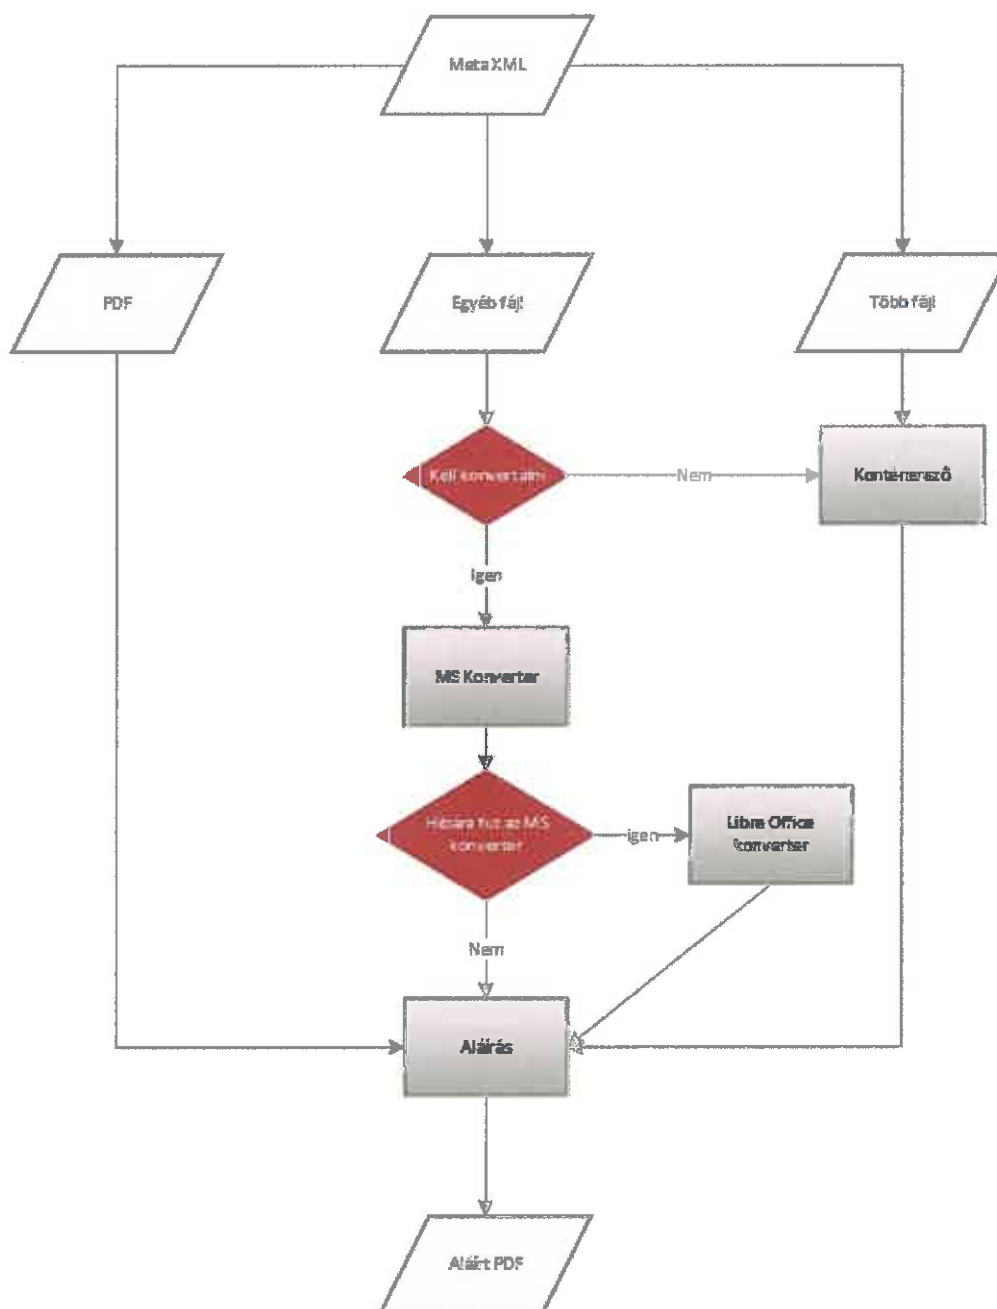 Meta XML
PDF
Egyéb fájl
Több fájl
Kell konvertálni
Nem
Konténerező
Igen
MS Konverter
Hibára fut az MS
konverter
Igen
Libre Office
konverter
Nem
Aláírás
Aláírt PDF